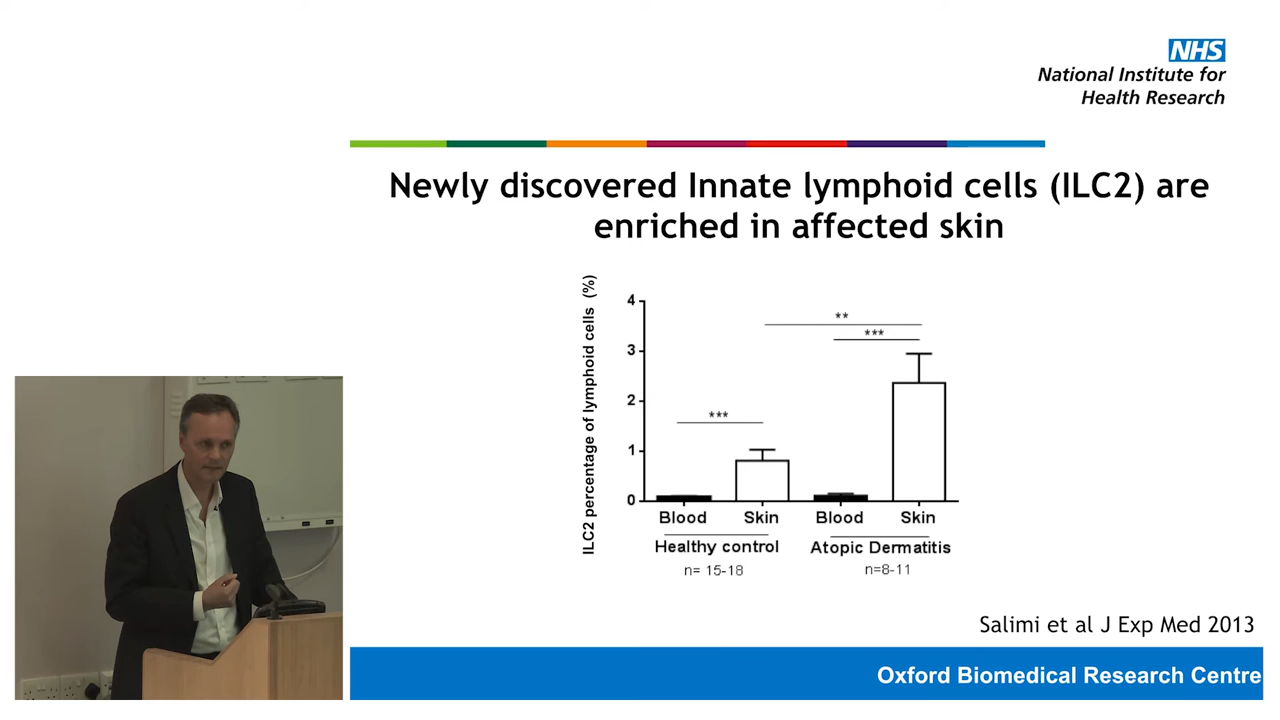 NHS
National Institute for
Health Research
Newly discovered Innate lymphoid cells (ILC2) are
enriched in affected skin
ILC2 percentage of lymphoid cells (%)
4
3
2
1
0
**
***
***
Blood Skin Blood Skin
Healthy control Atopic Dermatitis
n= 15-18 n=8-11
Salimi et al J Exp Med 2013
Oxford Biomedical Research Centre